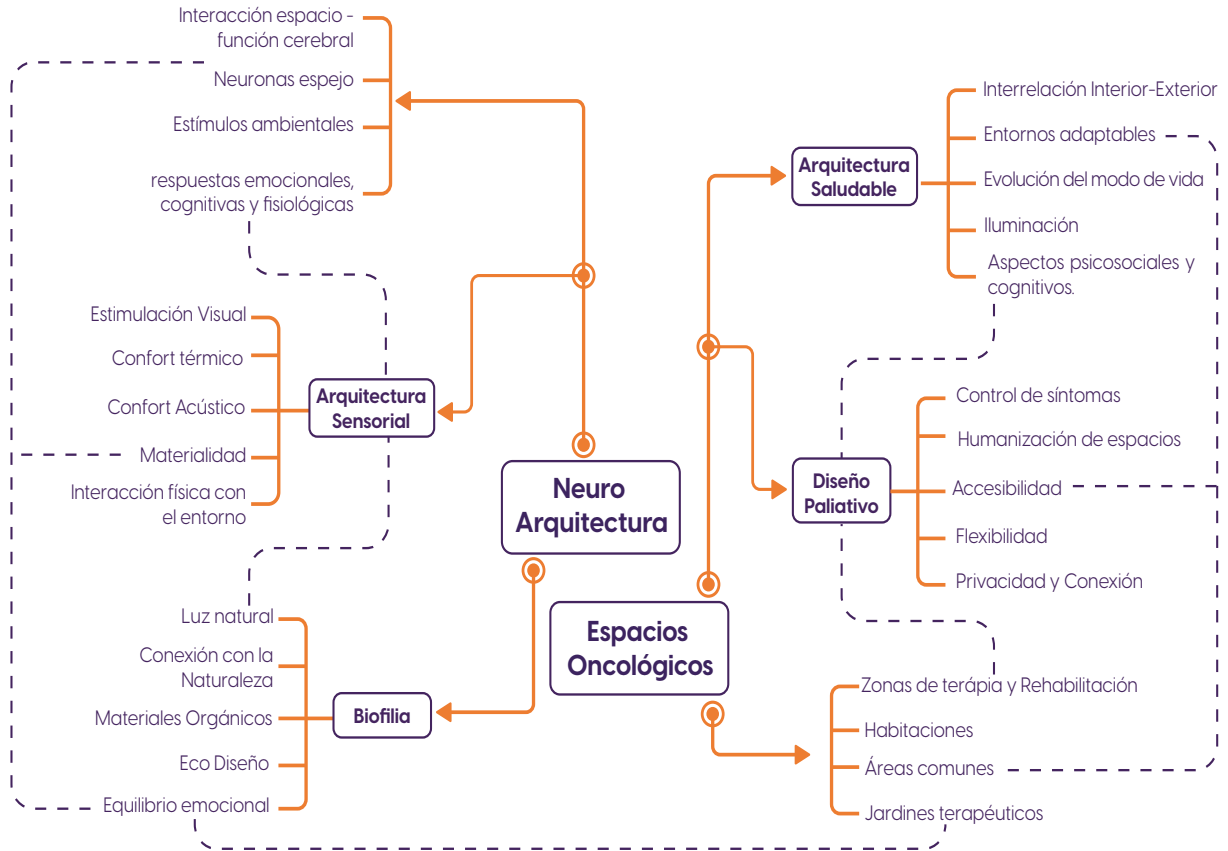 Interacción espacio -
función cerebral
Neuronas espejo
Estímulos ambientales
respuestas emocionales,
cognitivas y fisiológicas
Estimulación Visual
Confort térmico
Confort Acústico
Materialidad
Interacción física con
el entorno
Arquitectura
Sensorial
Luz natural
Conexión con la
Naturaleza
Materiales Orgánicos
Eco Diseño
Equilibrio emocional
Biofilia
Neuro
Arquitectura
Espacios
Oncológicos
Arquitectura
Saludable
Interrelación Interior-Exterior
Entornos adaptables
Evolución del modo de vida
Iluminación
Aspectos psicosociales y
cognitivos.
Diseño
Paliativo
Control de síntomas
Humanización de espacios
Accesibilidad
Flexibilidad
Privacidad y Conexión
Zonas de terápia y Rehabilitación
Habitaciones
Áreas comunes
Jardines terapéuticos